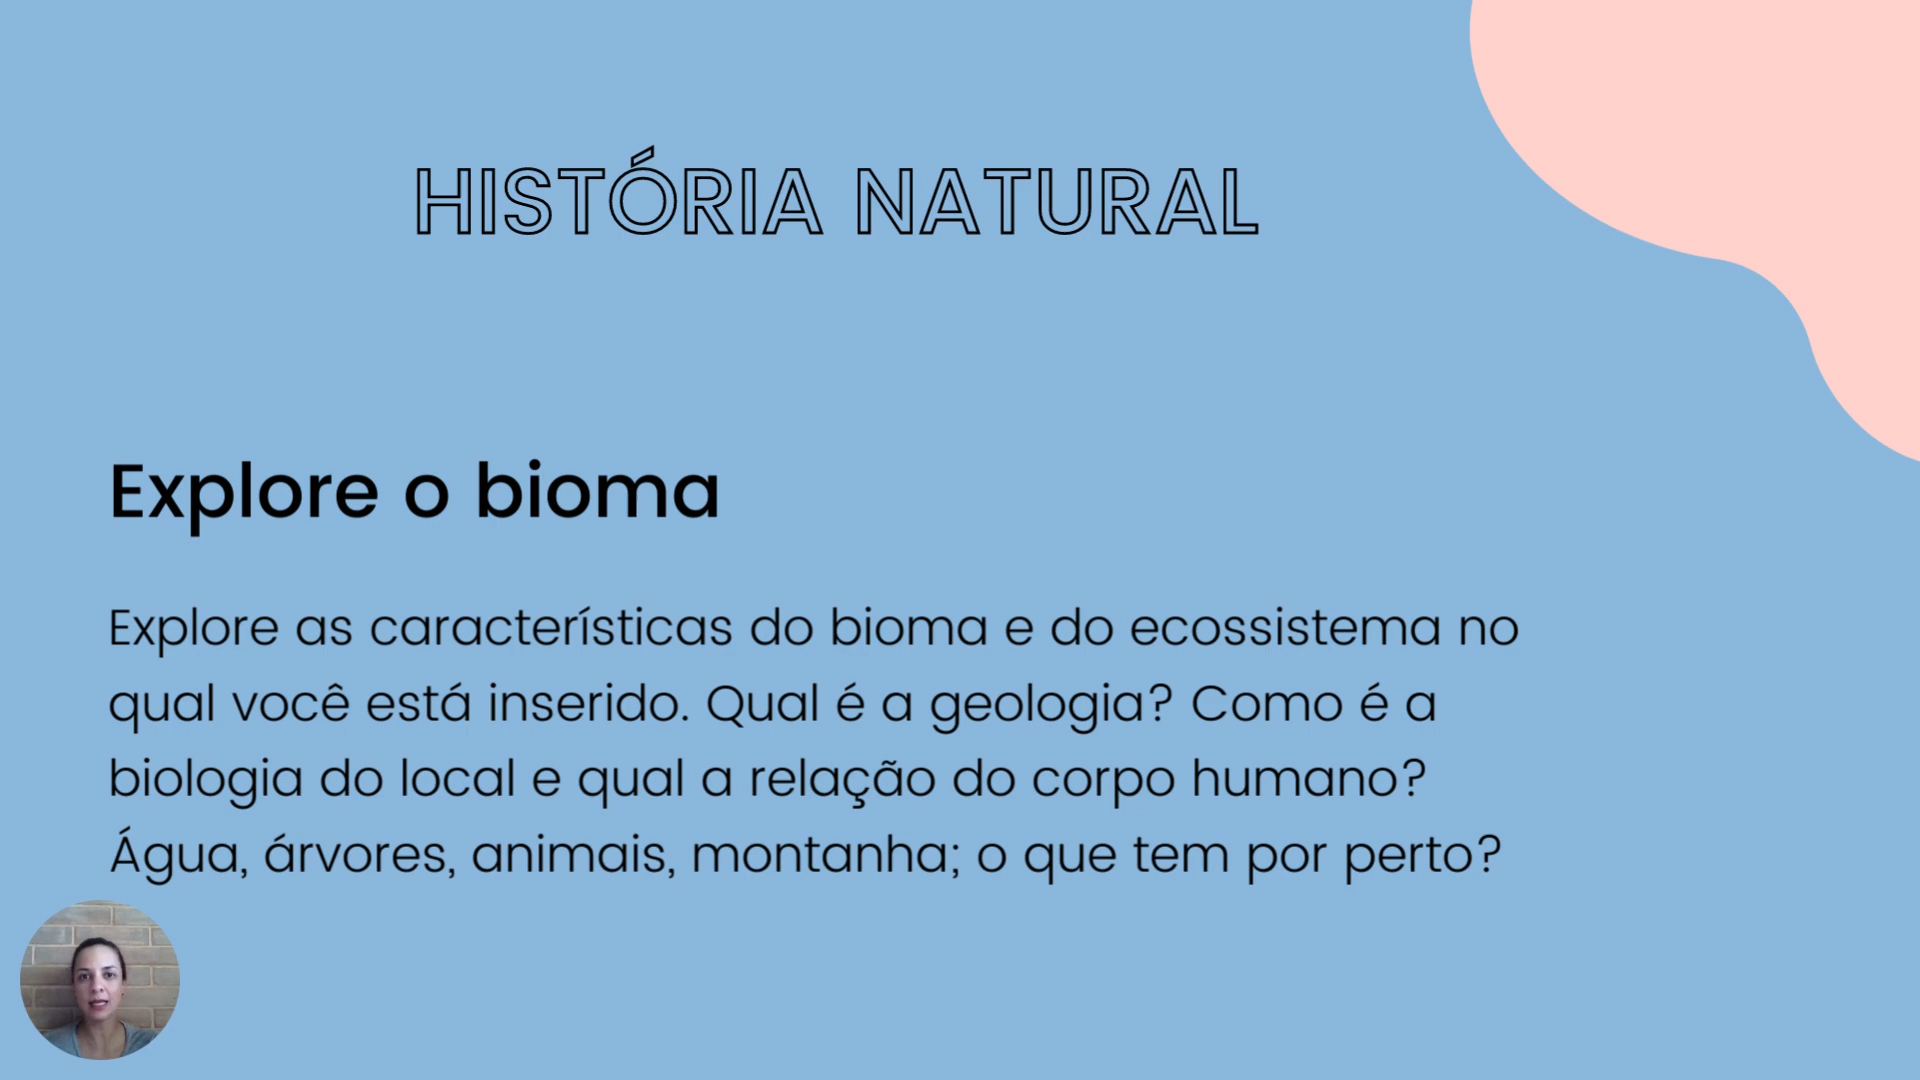 HISTÓRIA NATURAL
Explore o bioma
Explore as características do bioma e do ecossistema no
qual você está inserido. Qual é a geologia? Como é a
biologia do local e qual a relação do corpo humano?
Água, árvores, animais, montanha; o que tem por perto?